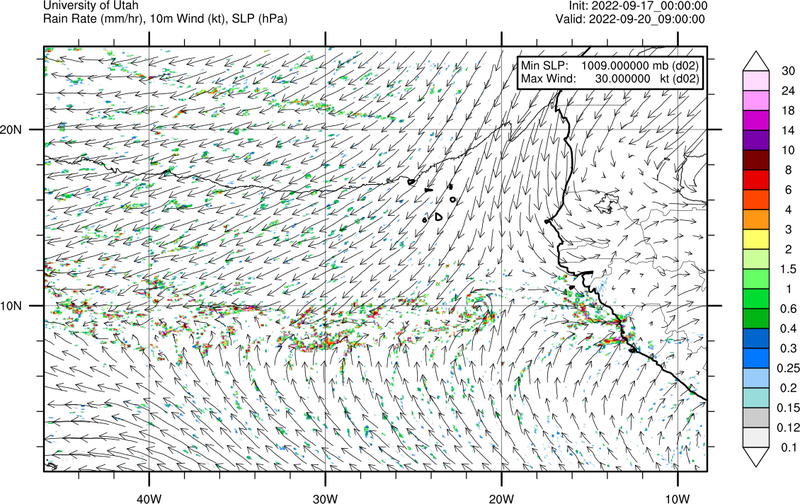 University of Utah
Init: 2022-09-17_00:00:00
Rain Rate (mm/hr), 10m Wind (kt), SLP (hPa)
Valid: 2022-09-20_09:00:00
Min SLP: 1009.000000 mb (d02)
Max Wind: 30.000000 kt (d02)
20N
10N
40W
30W
20W
10W
30
24
18
14
10
8
6
4
3
2
1.5
1
0.6
0.4
0.3
0.25
0.2
0.15
0.12
0.1